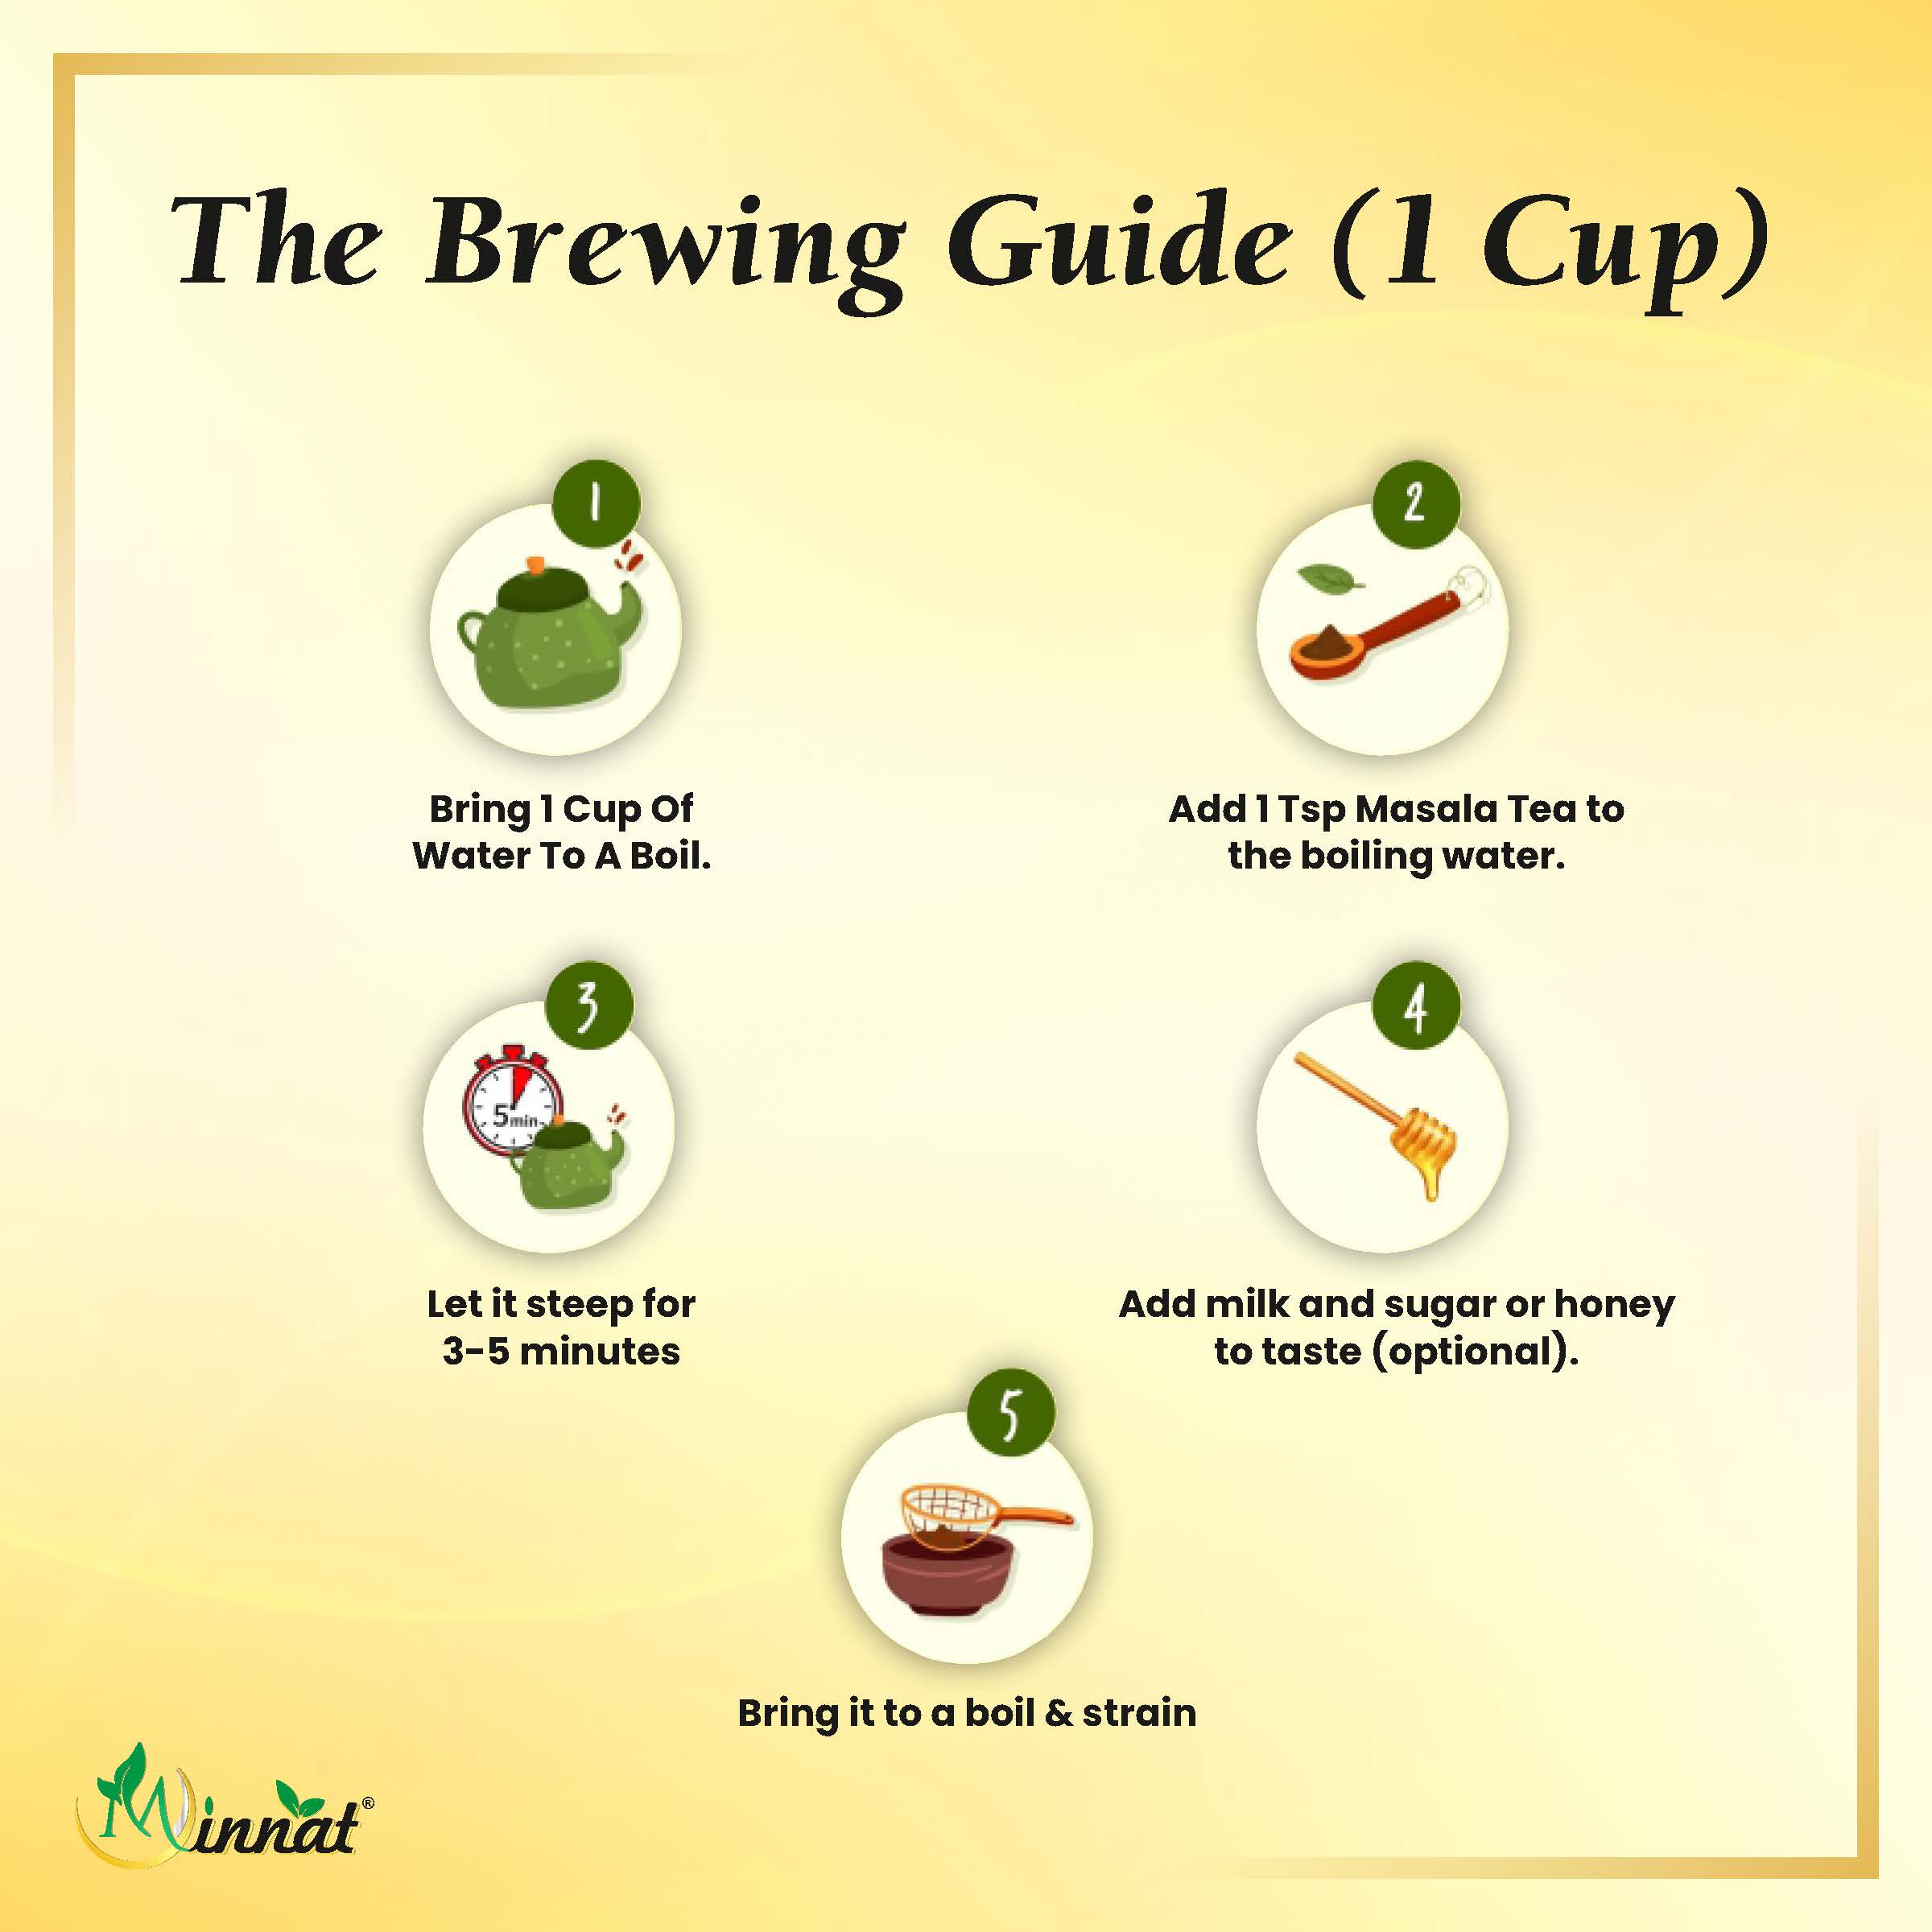 The Brewing Guide (1 Cup)
1
Bring 1 Cup Of
Water To A Boil.
2
Add 1 Tsp Masala Tea to
the boiling water.
3
5min
Let it steep for
3-5 minutes
4
Add milk and sugar or honey
to taste (optional).
5
Bring it to a boil & strain
Minnat®